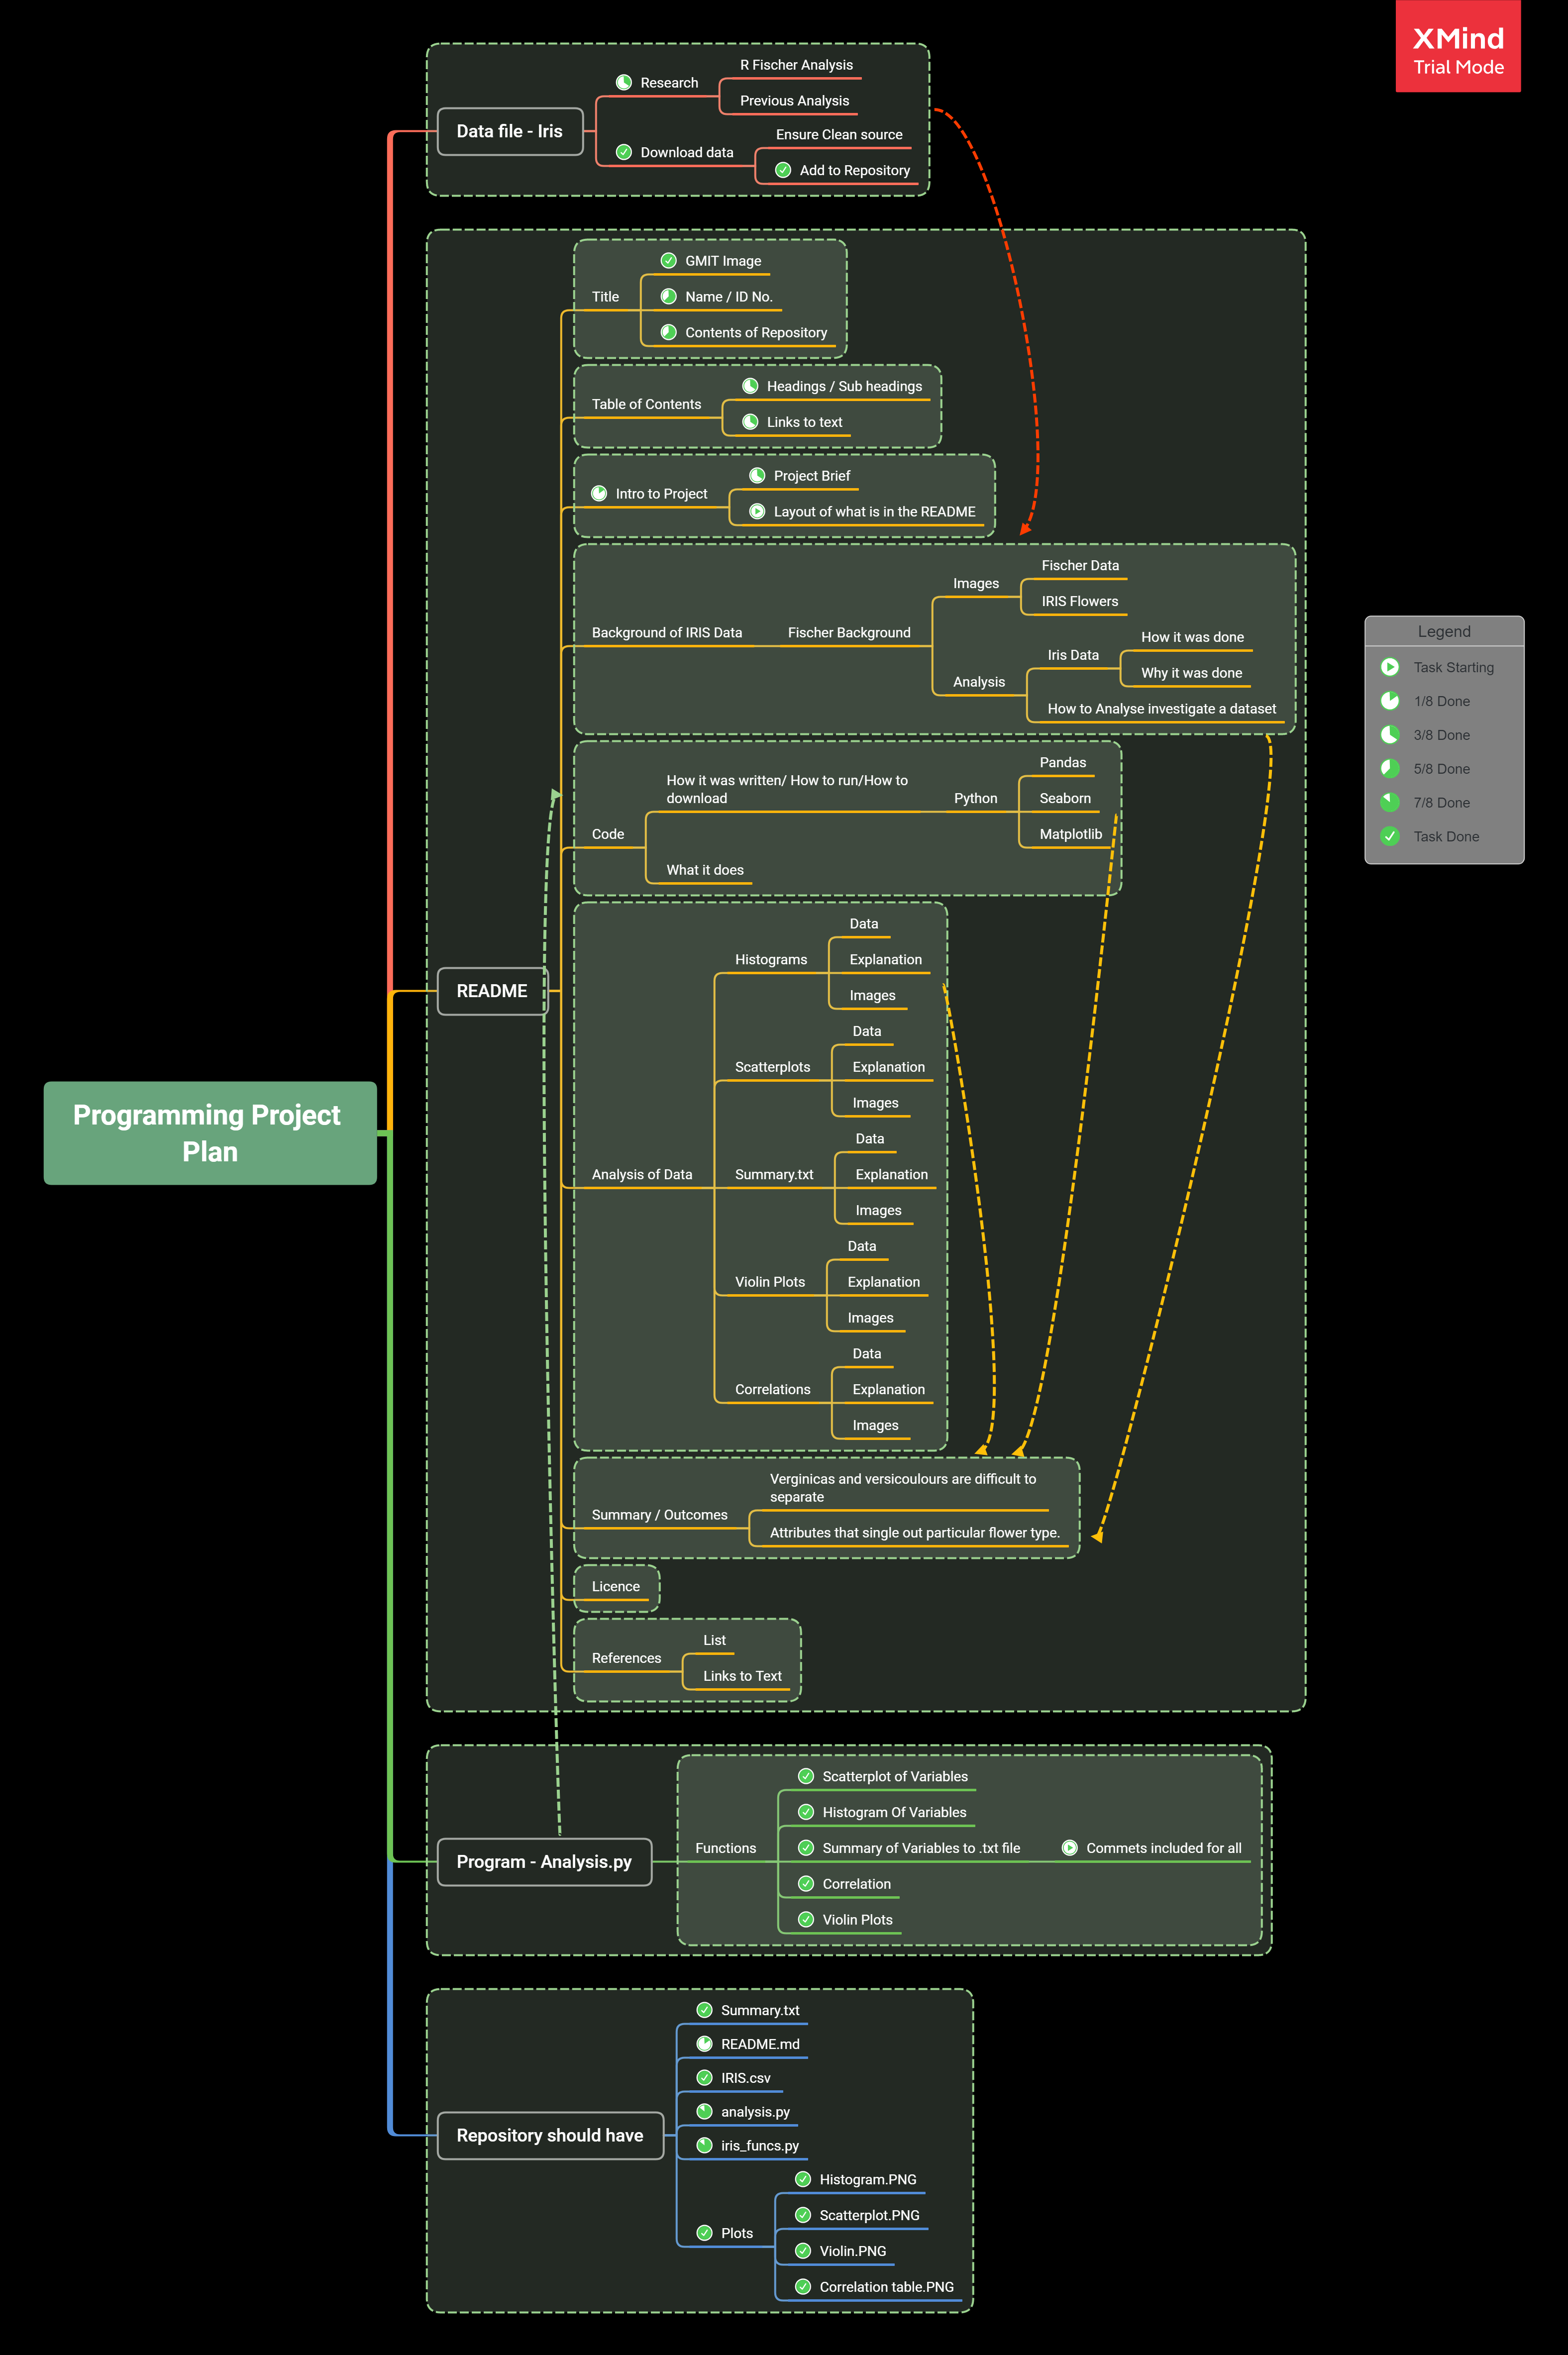 XMind
Trial Mode
Data file - Iris
Research
R Fischer Analysis
Previous Analysis
Download data
Ensure Clean source
Add to Repository
Programming Project
Plan
README
Title
GMIT Image
Name / ID No.
Contents of Repository
Table of Contents
Headings / Sub headings
Links to text
Intro to Project
Project Brief
Layout of what is in the README
Background of IRIS Data
Fischer Background
Images
Fischer Data
IRIS Flowers
Analysis
Iris Data
How it was done
Why it was done
How to Analyse investigate a dataset
Code
How it was written/ How to run/How to
download
Python
Pandas
Seaborn
Matplotlib
What it does
Analysis of Data
Histograms
Data
Explanation
Images
Scatterplots
Data
Explanation
Images
Summary.txt
Data
Explanation
Images
Violin Plots
Data
Explanation
Images
Correlations
Data
Explanation
Images
Summary / Outcomes
Verginicas and versicoulours are difficult to
separate
Attributes that single out particular flower type.
Licence
References
List
Links to Text
Program - Analysis.py
Functions
Scatterplot of Variables
Histogram Of Variables
Summary of Variables to .txt file
Commets included for all
Correlation
Violin Plots
Repository should have
Summary.txt
README.md
IRIS.csv
analysis.py
iris_funcs.py
Plots
Histogram.PNG
Scatterplot.PNG
Violin.PNG
Correlation table.PNG
Legend
Task Starting
1/8 Done
3/8 Done
5/8 Done
7/8 Done
Task Done